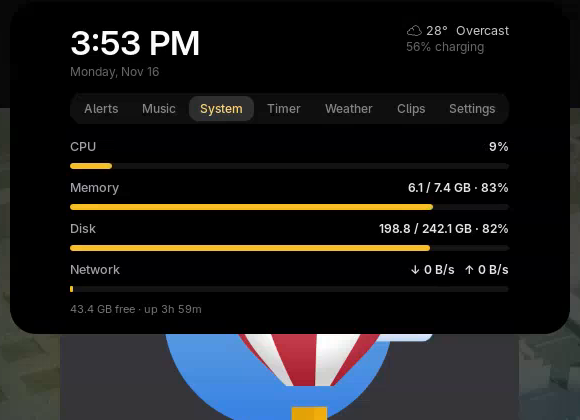 3:53 PM
28° Overcast
56% charging
Monday, Nov 16
Alerts Music System Timer Weather Clips Settings
CPU 9%
Memory 6.1 / 7.4 GB · 83%
Disk 198.8 / 242.1 GB · 82%
Network ↓ 0 B/s ↑ 0 B/s
43.4 GB free · up 3h 59m